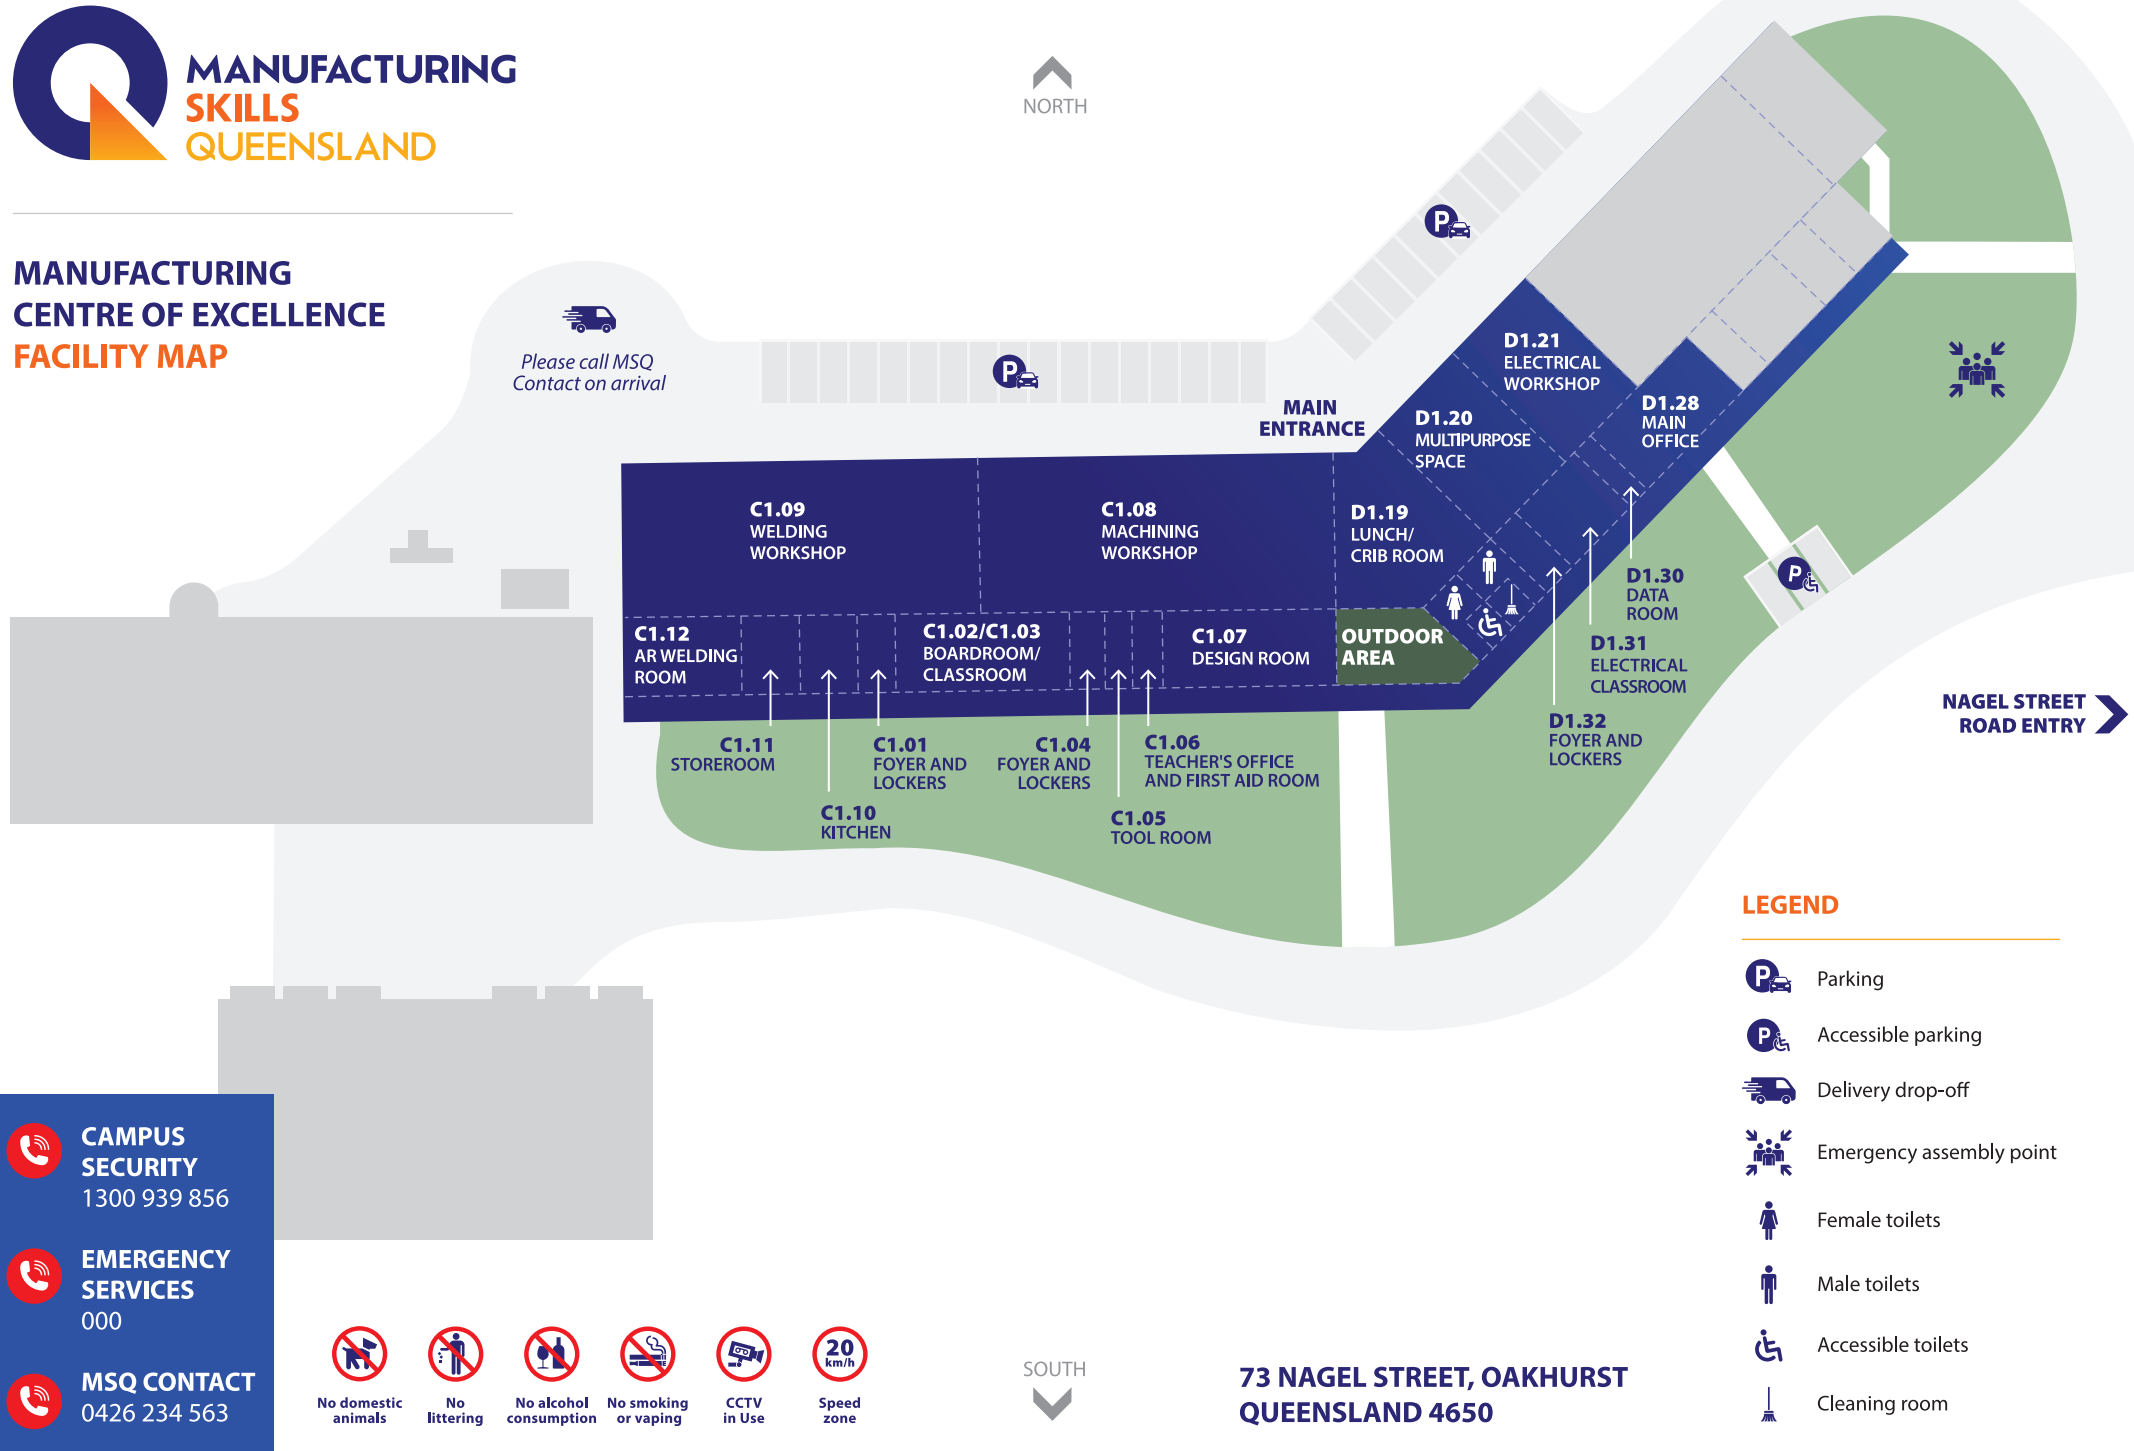 MANUFACTURING
SKILLS
QUEENSLAND
MANUFACTURING
CENTRE OF EXCELLENCE
FACILITY MAP
NORTH
Please call MSQ
Contact on arrival
P
P
MAIN
ENTRANCE
D1.21
ELECTRICAL
WORKSHOP
D1.20
MULTIPURPOSE
SPACE
D1.28
MAIN
OFFICE
C1.09
WELDING
WORKSHOP
C1.08
MACHINING
WORKSHOP
D1.19
LUNCH/
CRIB ROOM
C1.12
AR WELDING
ROOM
C1.02/C1.03
BOARDROOM/
CLASSROOM
C1.07
DESIGN ROOM
OUTDOOR
AREA
P
D1.30
DATA
ROOM
D1.31
ELECTRICAL
CLASSROOM
D1.32
FOYER AND
LOCKERS
C1.11
STOREROOM
C1.10
KITCHEN
C1.01
FOYER AND
LOCKERS
C1.04
FOYER AND
LOCKERS
C1.05
TOOL ROOM
C1.06
TEACHER'S OFFICE
AND FIRST AID ROOM
NAGEL STREET
ROAD ENTRY
LEGEND
P
Parking
P
Accessible parking
Delivery drop-off
Emergency assembly point
Female toilets
Male toilets
Accessible toilets
Cleaning room
CAMPUS
SECURITY
1300 939 856
EMERGENCY
SERVICES
000
MSQ CONTACT
0426 234 563
No domestic
animals
No
littering
No alcohol
consumption
No smoking
or vaping
CCTV
in Use
20
km/h
Speed
zone
SOUTH
73 NAGEL STREET, OAKHURST
QUEENSLAND 4650